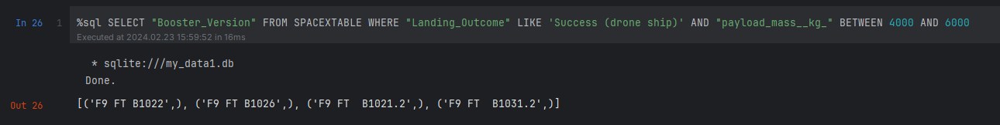 In 26 1 %sql SELECT "Booster_Version" FROM SPACEXTABLE WHERE "Landing_Outcome" LIKE 'Success (drone ship)' AND "payload_mass__kg_" BETWEEN 4000 AND 6000
Executed at 2024.02.23 15:59:52 in 16ms
* sqlite:///my_data1.db
Done.
Out 26 [('F9 FT B1022',), ('F9 FT B1026',), ('F9 FT  B1021.2',), ('F9 FT  B1031.2',)]